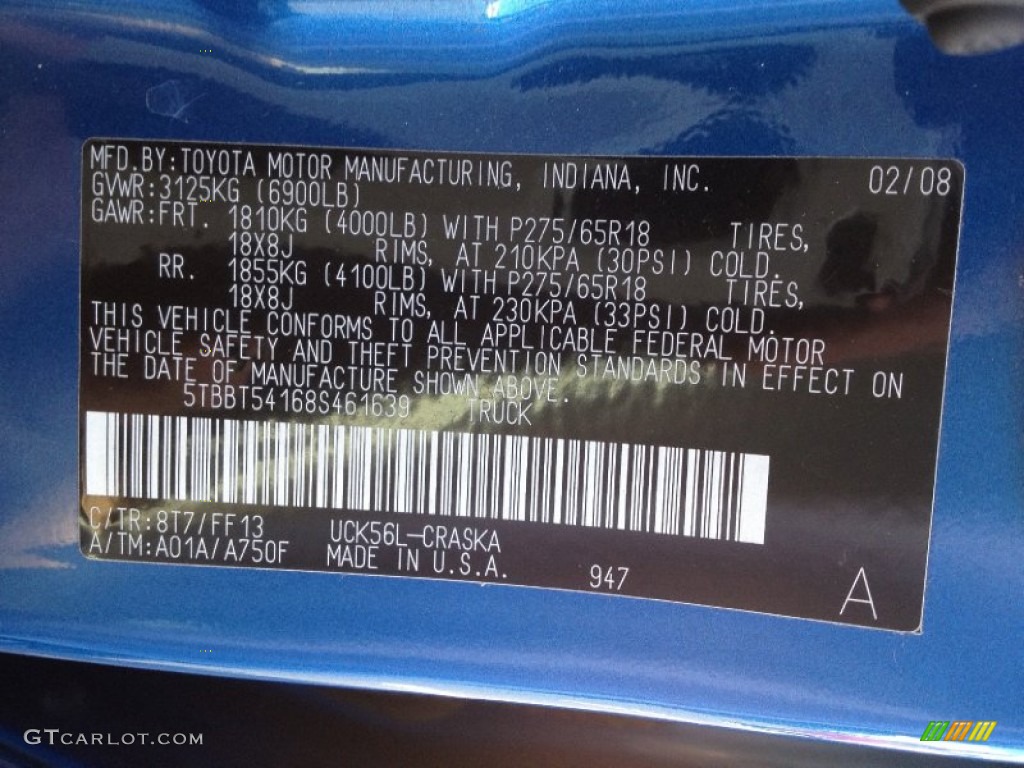 MFD.BY:TOYOTA MOTOR MANUFACTURING, INDIANA, INC. 02/08
GVWR:3125KG (6900LB)
GAWR:FRT. 1810KG (4000LB) WITH P275/65R18 TIRES,
18X8J RIMS, AT 210KPA (30PSI) COLD.
RR. 1855KG (4100LB) WITH P275/65R18 TIRES,
18X8J RIMS, AT 230KPA (33PSI) COLD.
THIS VEHICLE CONFORMS TO ALL APPLICABLE FEDERAL MOTOR
VEHICLE SAFETY AND THEFT PREVENTION STANDARDS IN EFFECT ON
THE DATE OF MANUFACTURE SHOWN ABOVE.
5TBBT54168S461639 TRUCK
C/TR:8T7/FF13 UCK56L-CRASKA
A/TM:A01A/A750F MADE IN U.S.A. 947 A
GTCARLOT.COM